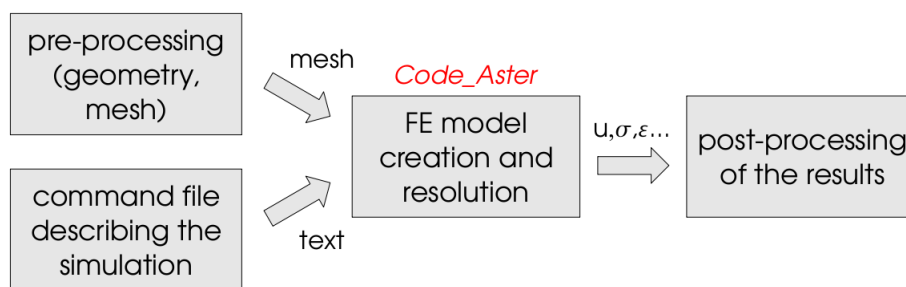 pre-processing
(geometry,
mesh)
mesh
command file
describing the
simulation
text
Code_Aster
FE model
creation and
resolution
u,σ,ε...
post-processing
of the results